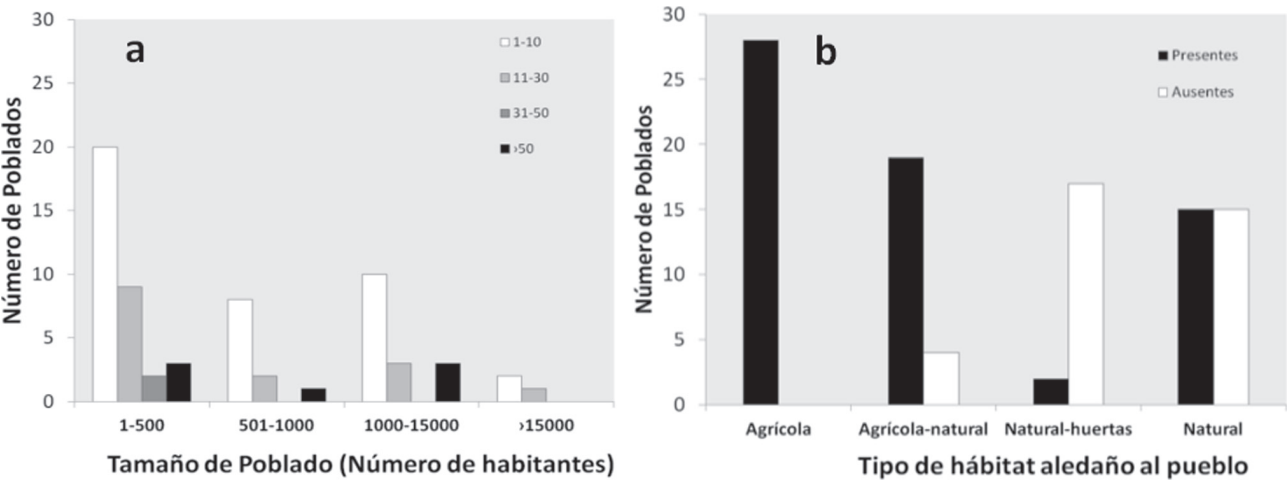 a
1-10
11-30
31-50
›50
30
25
20
15
10
5
0
Número de Poblados
1-500 501-1000 1000-15000 ›15000
Tamaño de Poblado (Número de habitantes)
b
Presentes
Ausentes
30
25
20
15
10
5
0
Número de Poblados
Agrícola Agrícola-natural Natural-huertas Natural
Tipo de hábitat aledaño al pueblo